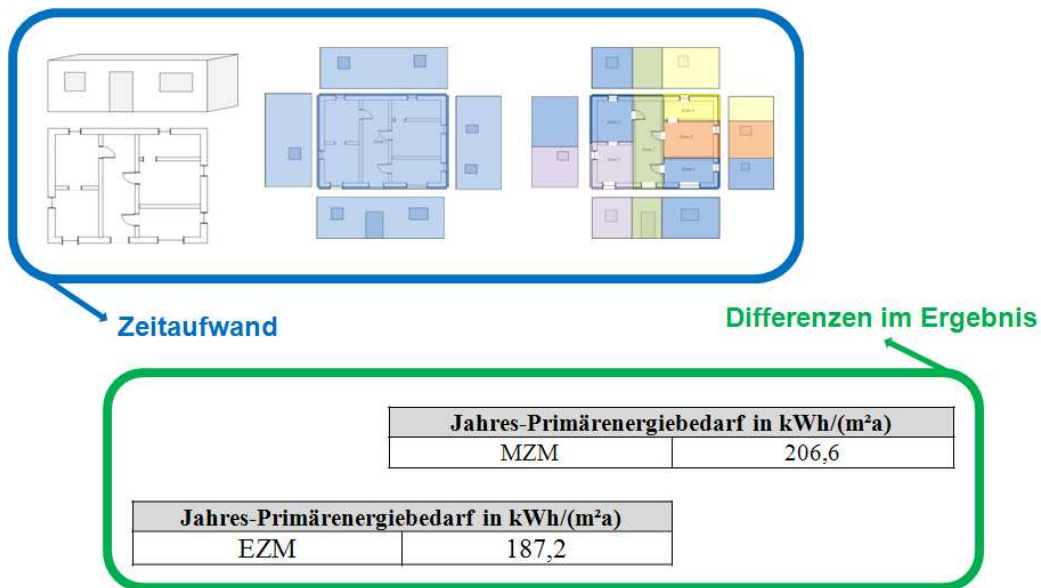 Zeitaufwand
Differenzen im Ergebnis
Jahres-Primärenergiebedarf in kWh/(m²a)
MZM 206,6
Jahres-Primärenergiebedarf in kWh/(m²a)
EZM 187,2